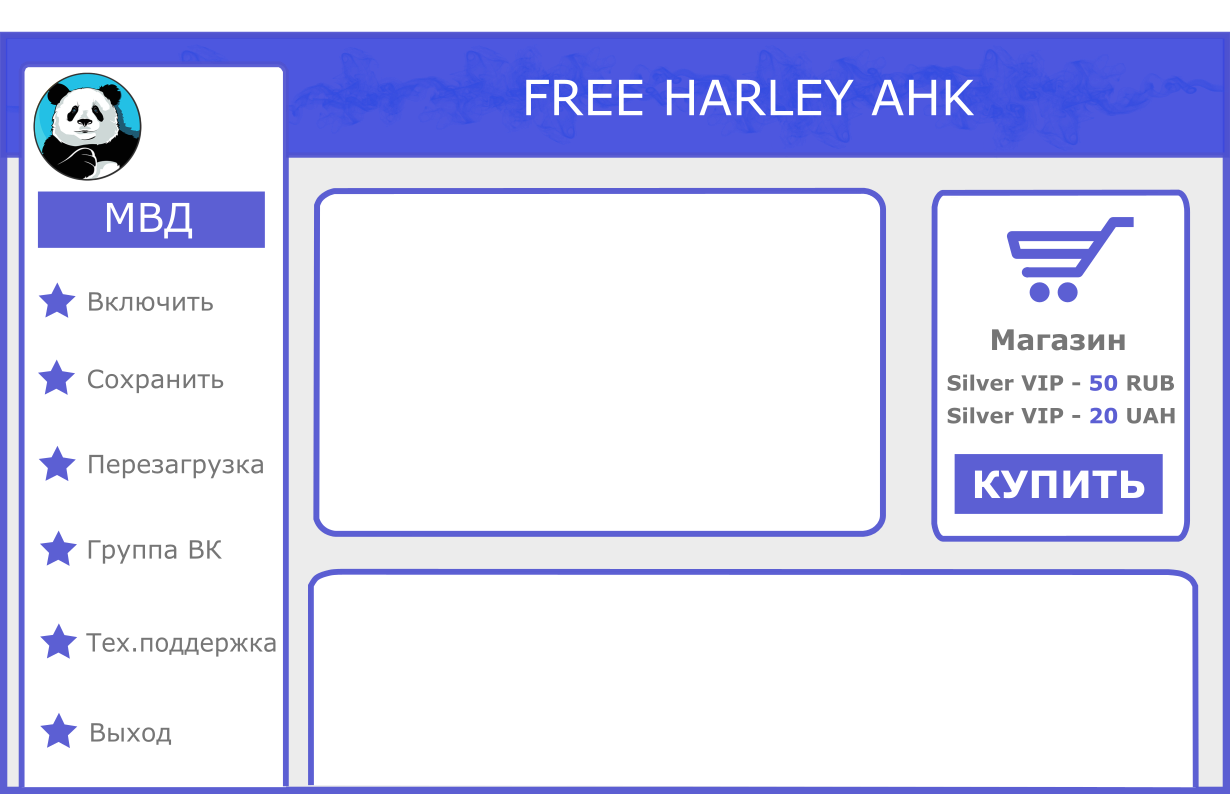 FREE HARLEY AHK
МВД
Включить
Сохранить
Перезагрузка
Группа ВК
Тех.поддержка
Выход
Магазин
Silver VIP - 50 RUB
Silver VIP - 20 UAH
КУПИТЬ